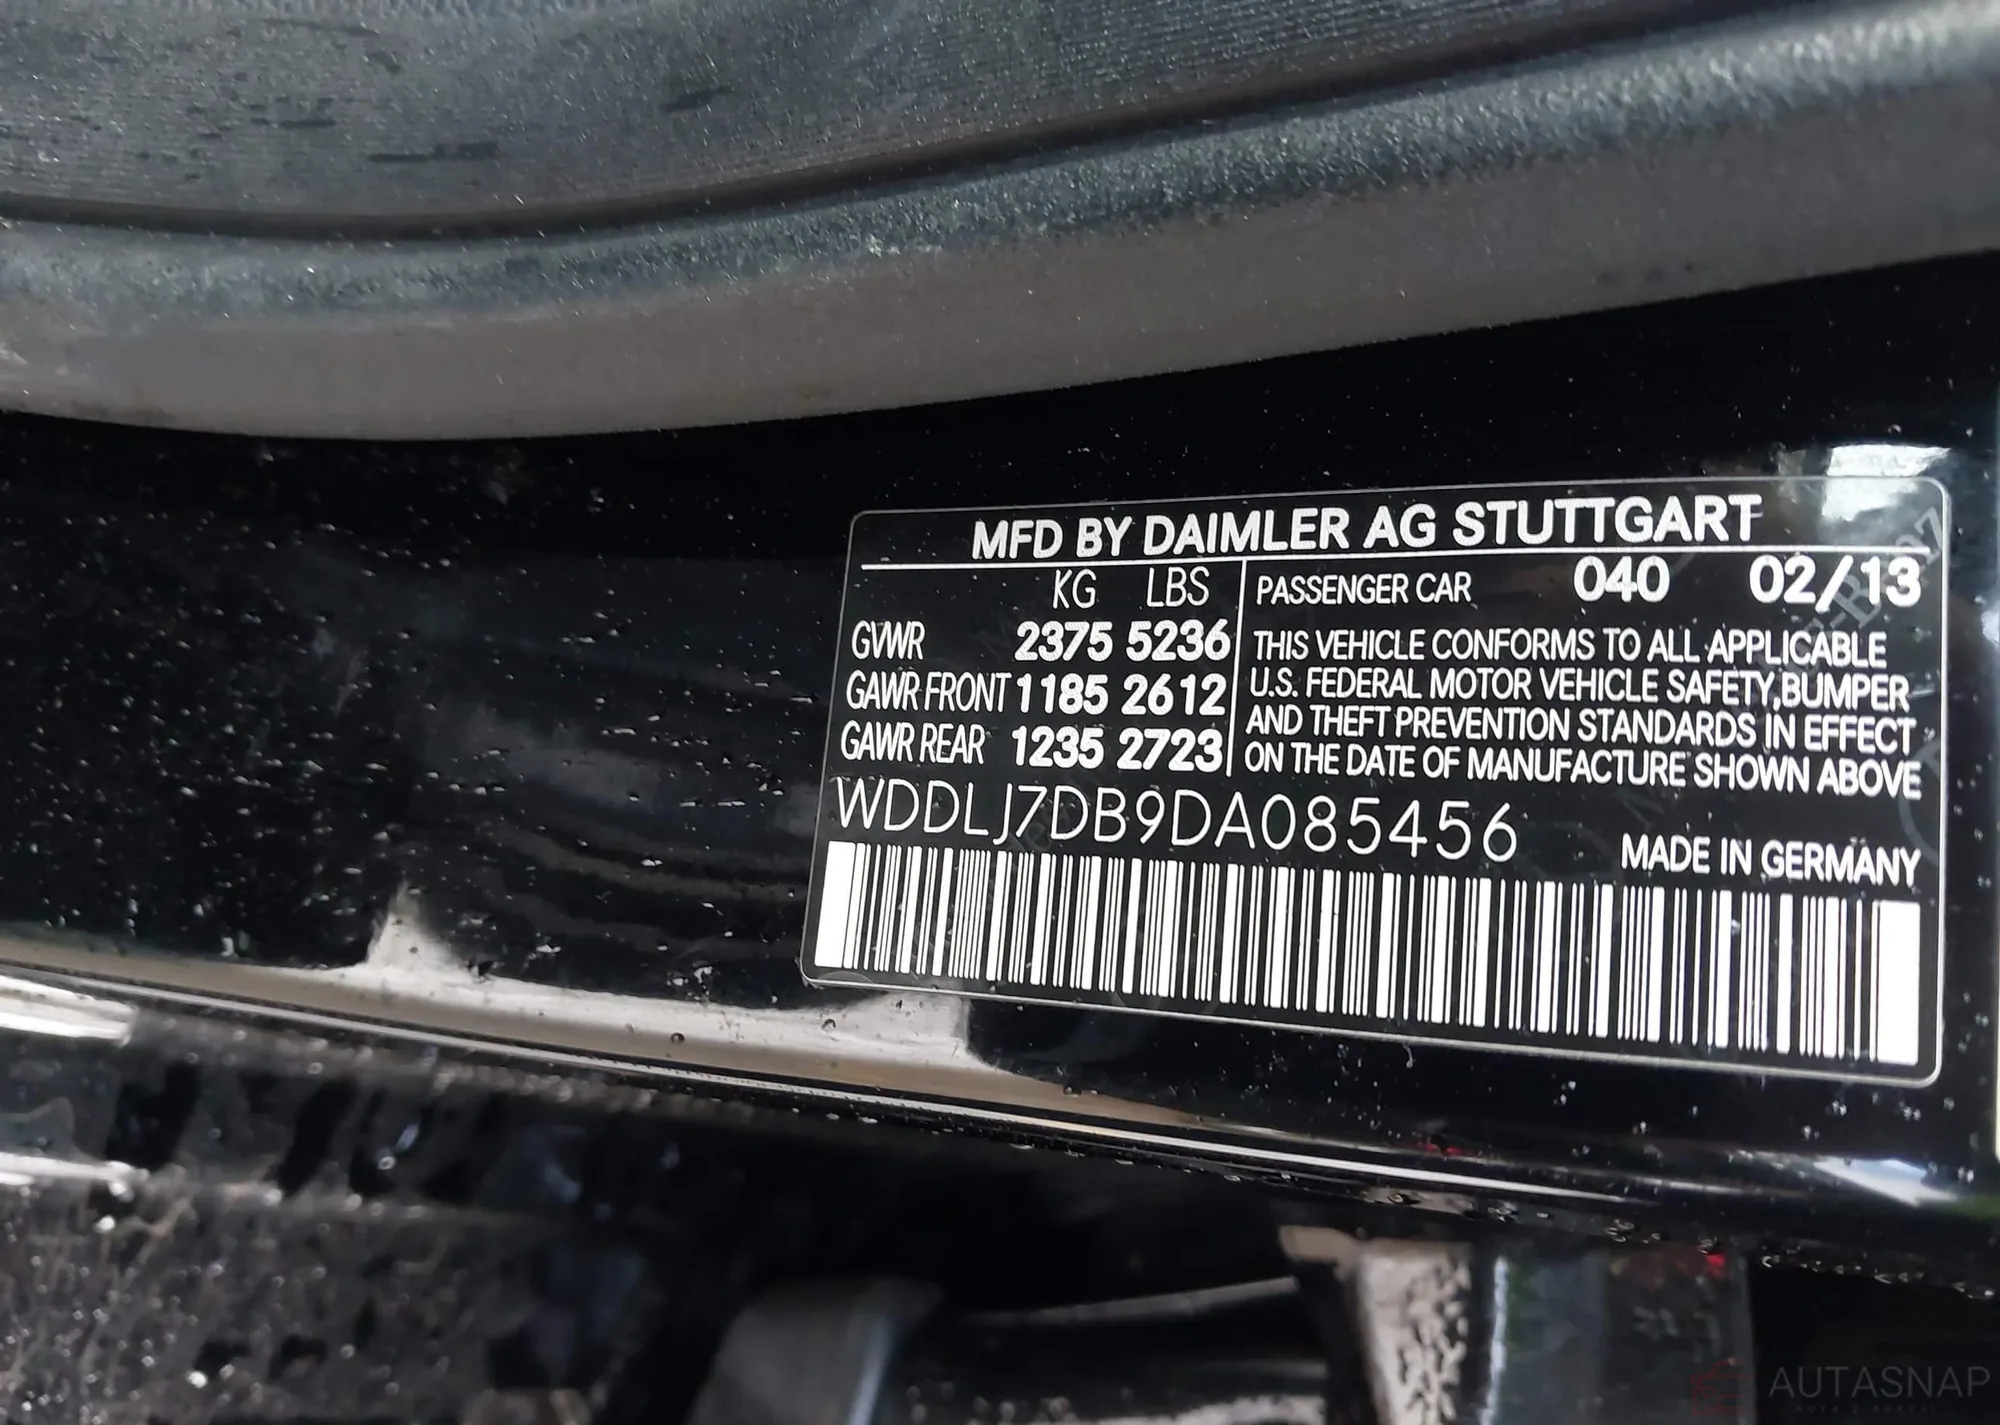 MFD BY DAIMLER AG STUTTGART
KG LBS
GVWR 2375 5236
GAWR FRONT 1185 2612
GAWR REAR 1235 2723
PASSENGER CAR 040 02/13
THIS VEHICLE CONFORMS TO ALL APPLICABLE
U.S. FEDERAL MOTOR VEHICLE SAFETY,BUMPER
AND THEFT PREVENTION STANDARDS IN EFFECT
ON THE DATE OF MANUFACTURE SHOWN ABOVE
WDDLJ7DB9DA085456
MADE IN GERMANY
AUTASNAP